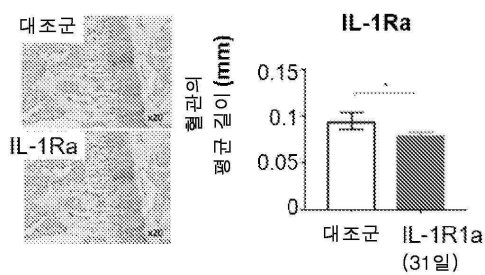 대조군
x20
IL-1Ra
x20
IL-1Ra
혈관의
평균 길이 (mm)
0.15
0.1
0.05
0
대조군
IL-1R1a
(31일)